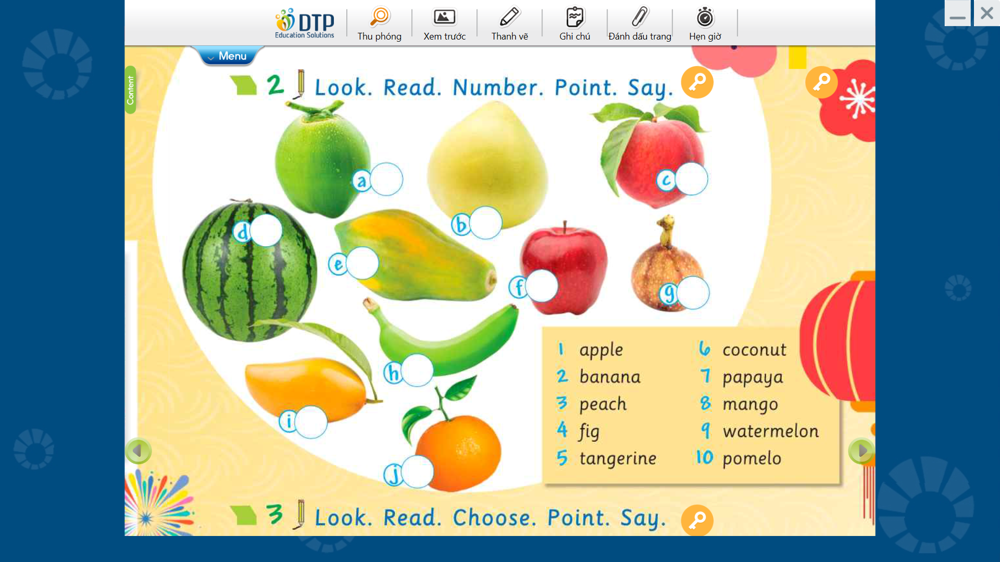 DTP
Education Solutions
Thu phóng
Xem trước
Thanh vẽ
Ghi chú
Đánh dấu trang
Hẹn giờ
Menu
Content
2 Look. Read. Number. Point. Say.
a
b
c
d
e
f
g
h
i
j
1 apple
2 banana
3 peach
4 fig
5 tangerine
6 coconut
7 papaya
8 mango
9 watermelon
10 pomelo
3 Look. Read. Choose. Point. Say.